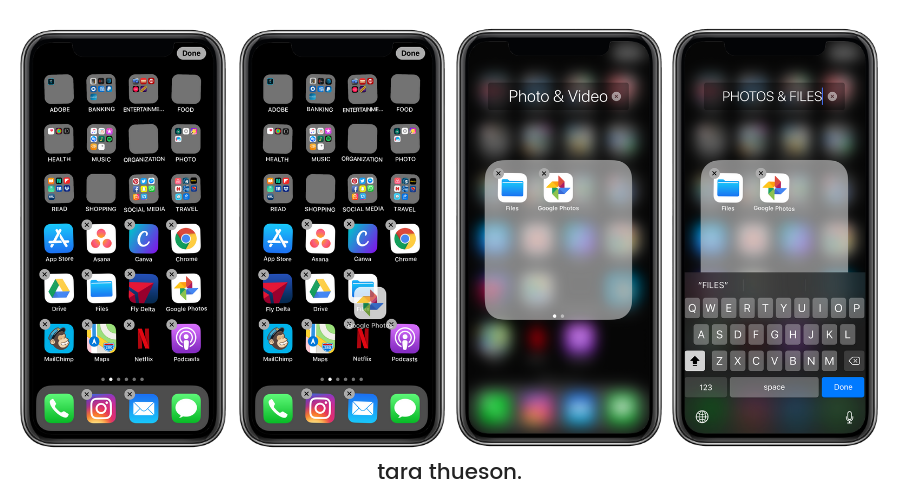 Done
ADOBE BANKING ENTERTAINME... FOOD
HEALTH MUSIC ORGANIZATION PHOTO
READ SHOPPING SOCIAL MEDIA TRAVEL
App Store Asana Canva Chrome
Drive Files Fly Delta Google Photos
MailChimp Maps Netflix Podcasts
Done
ADOBE BANKING ENTERTAINME... FOOD
HEALTH MUSIC ORGANIZATION PHOTO
READ SHOPPING SOCIAL MEDIA TRAVEL
App Store Asana Canva Chrome
Fly Delta Drive
Google Photos
MailChimp Maps Netflix Podcasts
Photo & Video
Files Google Photos
PHOTOS & FILES
Files Google Photos
"FILES"
Q W E R T Y U I O P
A S D F G H J K L
Z X C V B N M
123 space Done
tara thueson.